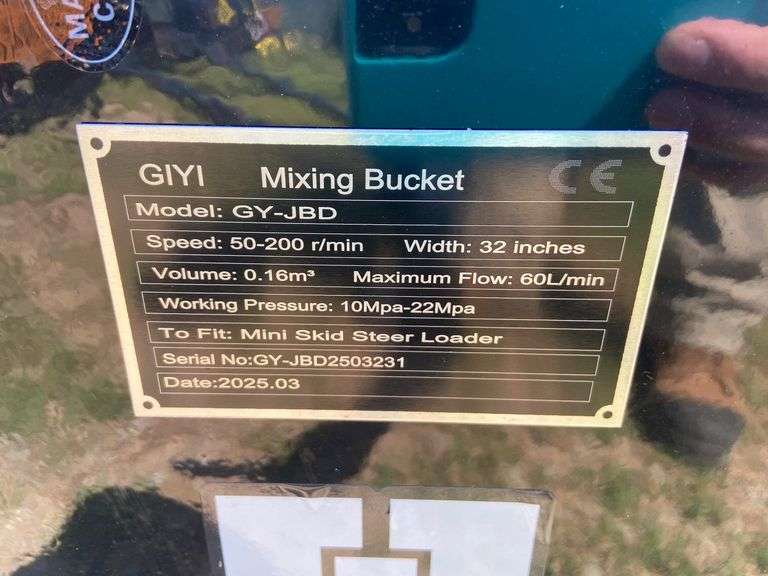 MA
C
GIYI Mixing Bucket CE
Model: GY-JBD
Speed: 50-200 r/min Width: 32 inches
Volume: 0.16m³ Maximum Flow: 60L/min
Working Pressure: 10Mpa-22Mpa
To Fit: Mini Skid Steer Loader
Serial No:GY-JBD2503231
Date:2025.03